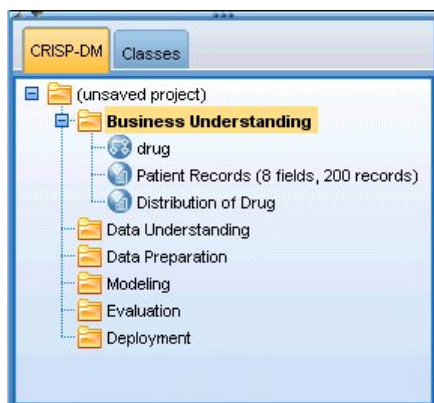 CRISP-DM Classes
(unsaved project)
Business Understanding
drug
Patient Records (8 fields, 200 records)
Distribution of Drug
Data Understanding
Data Preparation
Modeling
Evaluation
Deployment